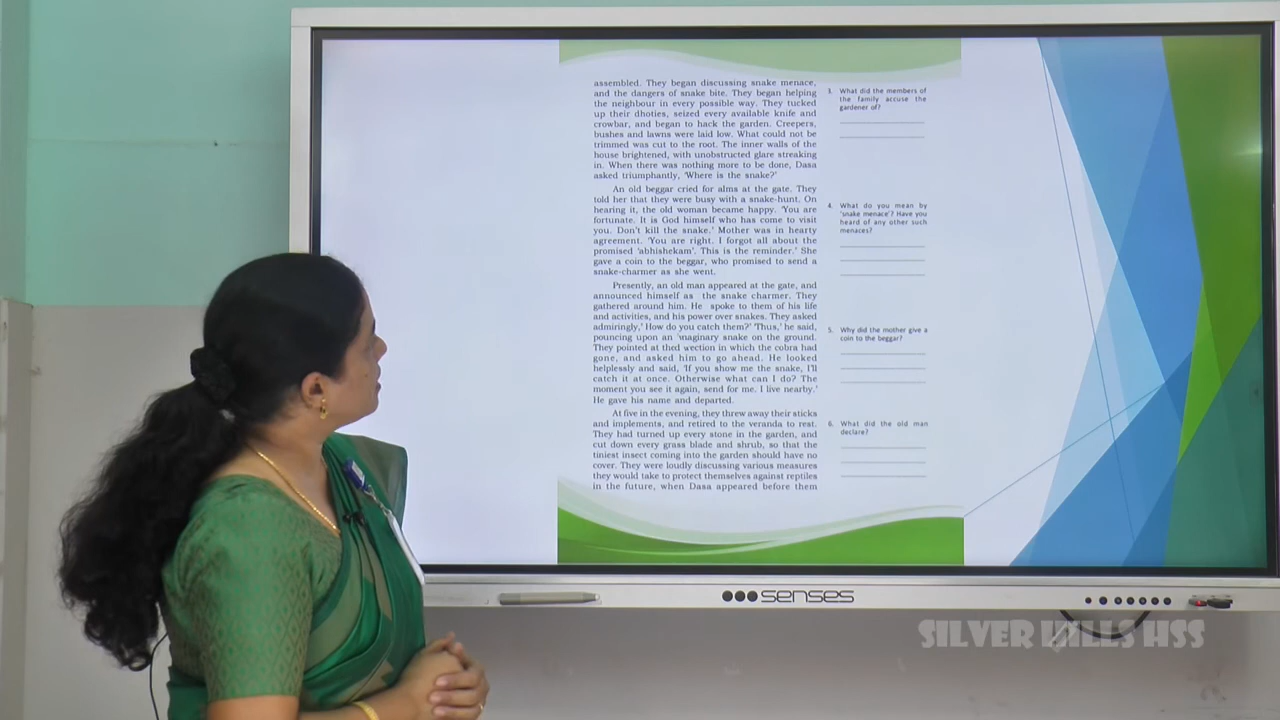 assembled. They began discussing snake menace,
and the dangers of snake bite. They began helping
the neighbour in every possible way. They tucked
up their dhoties, seized every available knife and
crowbar, and began to hack the garden. Creepers,
bushes and lawns were laid low. What could not be
trimmed was cut to the root. The inner walls of the
house brightened, with unobstructed glare streaking
in. When there was nothing more to be done, Dasa
asked triumphantly, 'Where is the snake?'
An old beggar cried for alms at the gate. They
told her that they were busy with a snake-hunt. On
hearing it, the old woman became happy. 'You are
fortunate. It is God himself who has come to visit
you. Don't kill the snake.' Mother was in hearty
agreement. 'You are right. I forgot all about the
promised 'abhishekam'. This is the reminder.' She
gave a coin to the beggar, who promised to send a
snake-charmer as she went.
Presently, an old man appeared at the gate, and
announced himself as the snake charmer. They
gathered around him. He spoke to them of his life
and activities, and his power over snakes. They asked
admiringly,' How do you catch them?' 'Thus,' he said,
pouncing upon an imaginary snake on the ground.
They pointed at the direction in which the cobra had
gone, and asked him to go ahead. He looked
helplessly and said, 'If you show me the snake, I'll
catch it at once. Otherwise what can I do? The
moment you see it again, send for me. I live nearby.'
He gave his name and departed.
At five in the evening, they threw away their sticks
and implements, and retired to the veranda to rest.
They had turned up every stone in the garden, and
cut down every grass blade and shrub, so that the
tiniest insect coming into the garden should have no
cover. They were loudly discussing various measures
they would take to protect themselves against reptiles
in the future, when Dasa appeared before them
3. What did the members of
the family accuse the
gardener of?
4. What do you mean by
'snake menace'? Have you
heard of any other such
menaces?
5. Why did the mother give a
coin to the beggar?
6. What did the old man
declare?
senses
SILVER HILLS HSS